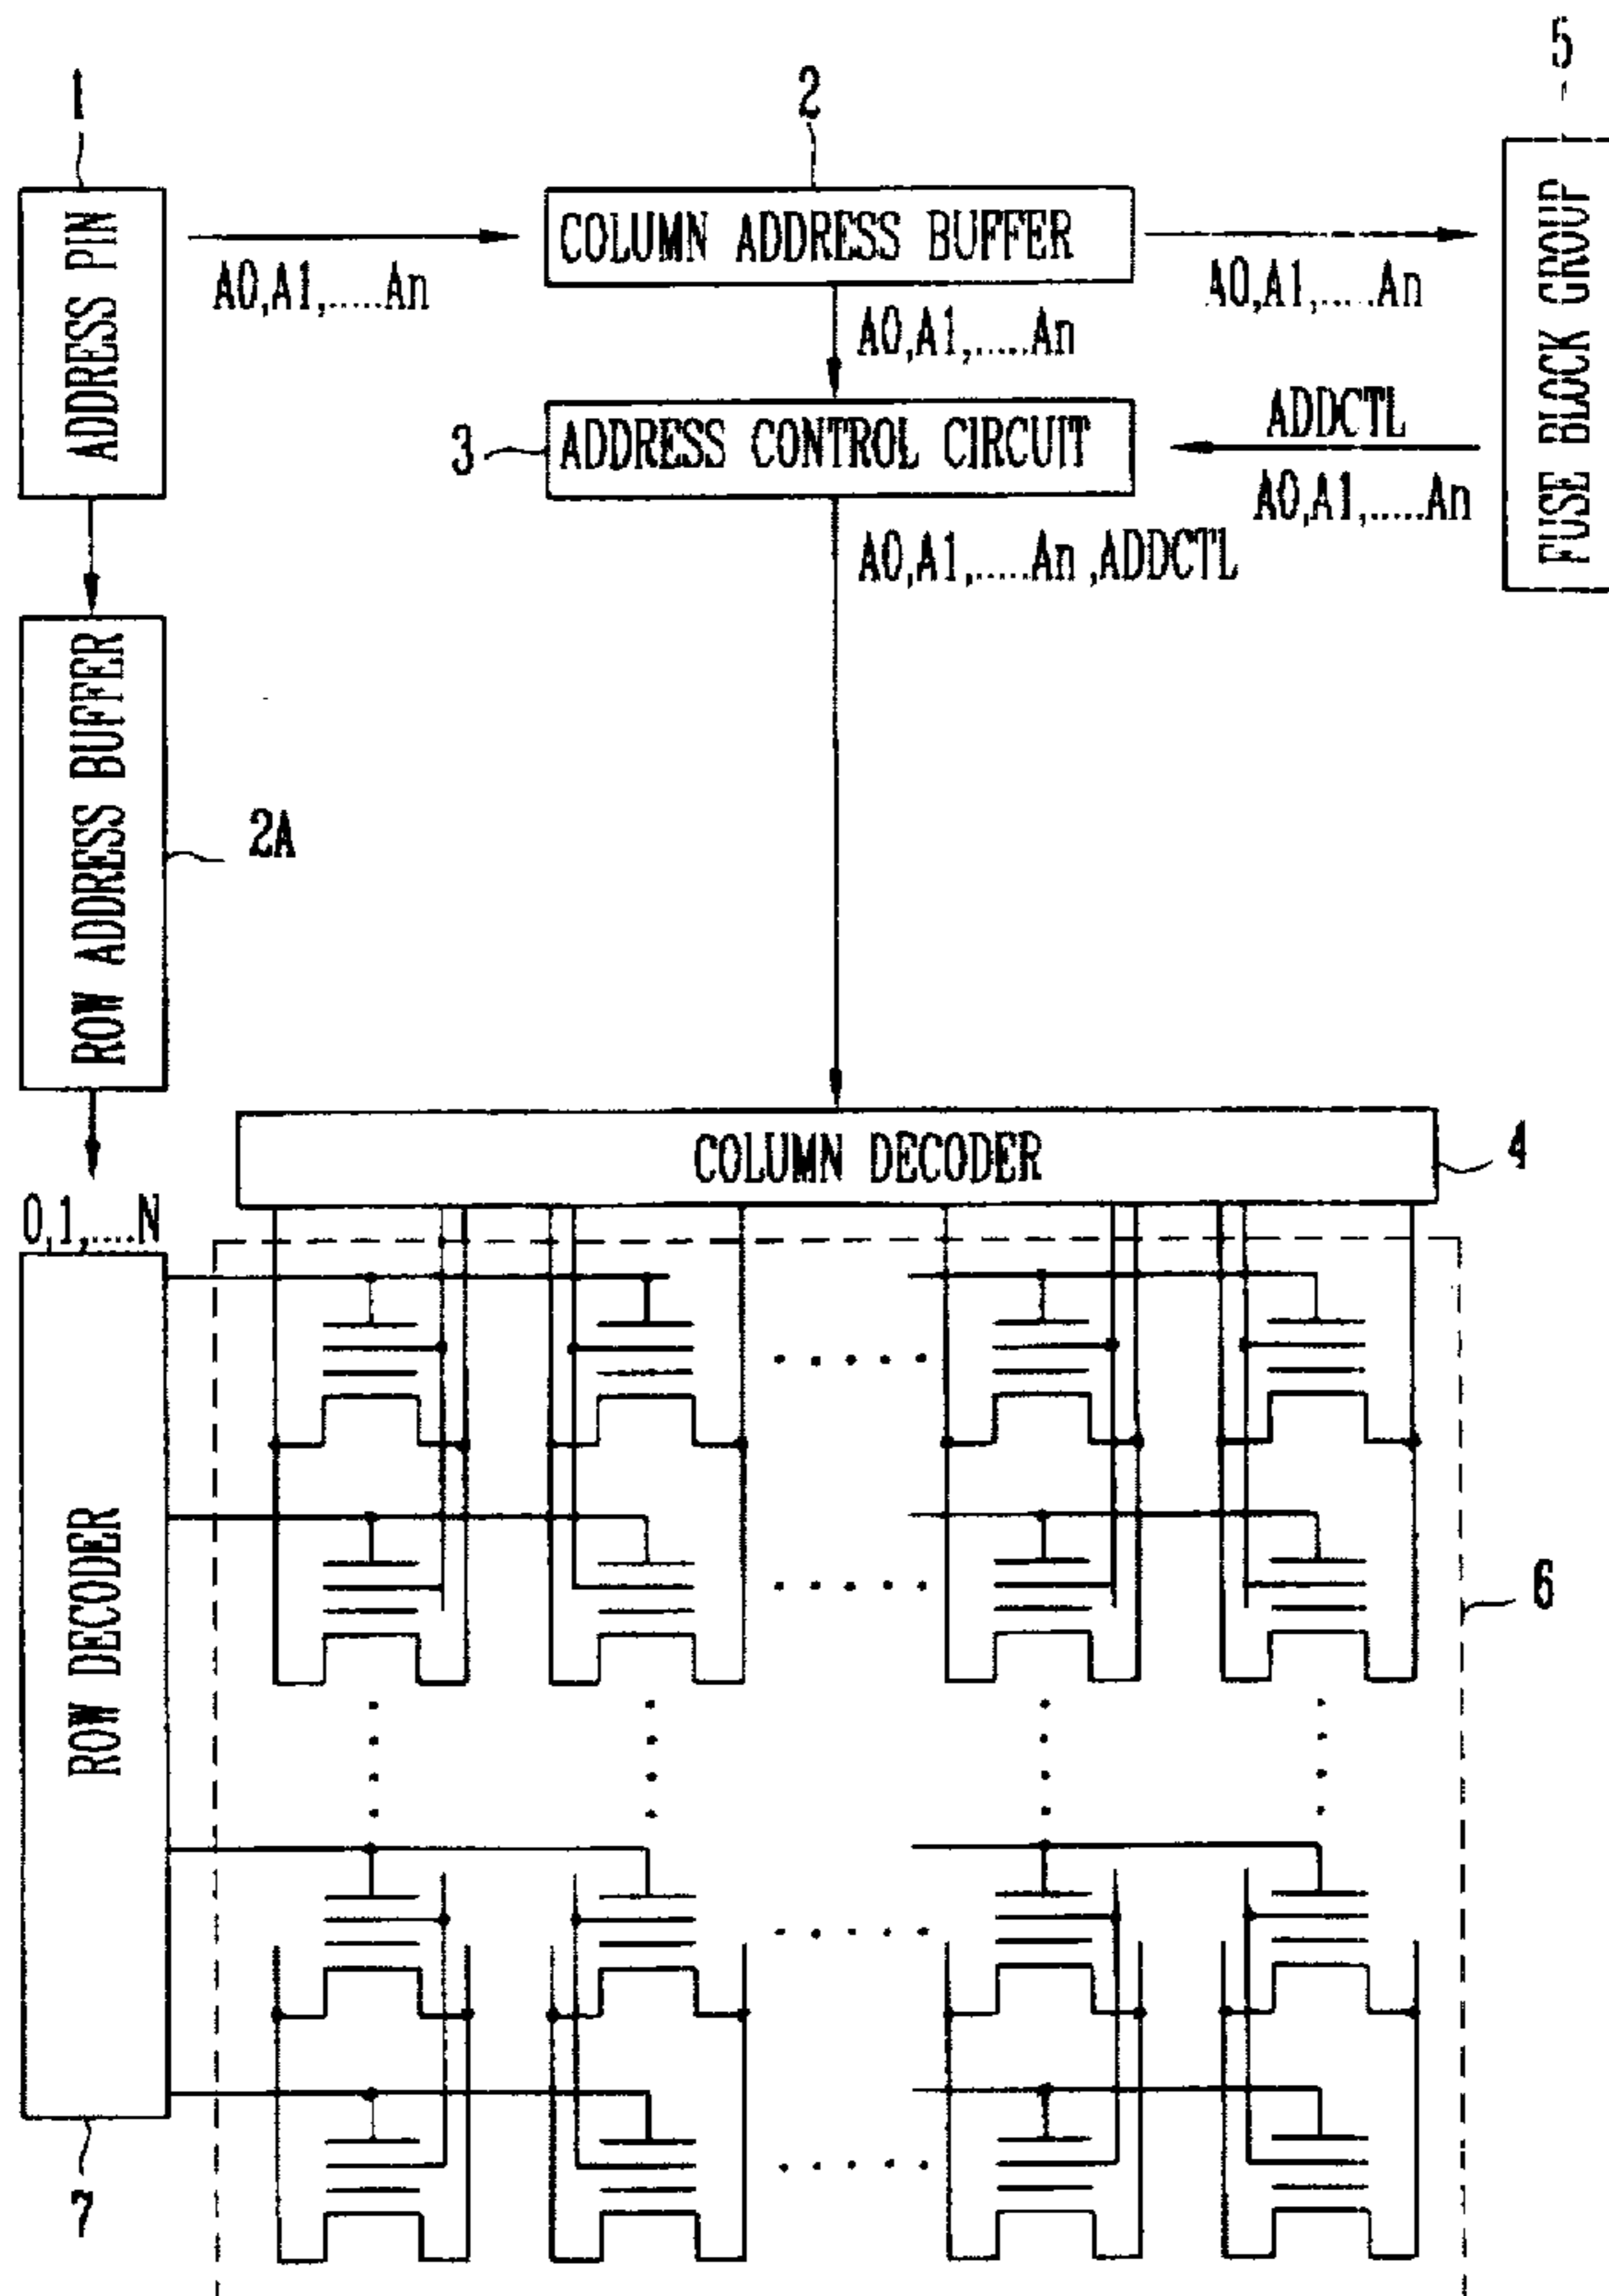 5
1
2
ADDRESS PIN
COLUMN ADDRESS BUFFER
FUSE BLOCK GROUP
A0,A1,.....An
A0,A1,.....An
A0,A1,.....An
3
ADDRESS CONTROL CIRCUIT
ADDCTL
A0,A1,.....An
A0,A1,.....An ,ADDCTL
ROW ADDRESS BUFFER
2A
COLUMN DECODER
4
0,1,....N
ROW DECODER
6
7